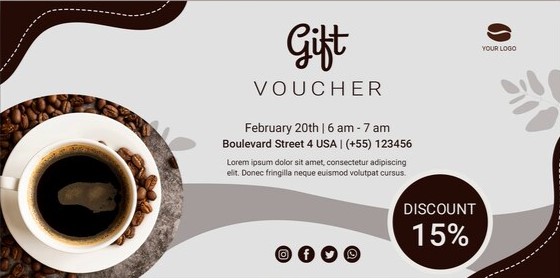 Gift
VOUCHER
YOUR LOGO
February 20th | 6 am - 7 am
Boulevard Street 4 USA | (+55) 123456
Lorem ipsum dolor sit amet, consectetur adipiscing
elit. Donec fringilla neque euismod volutpat cursus.
DISCOUNT
15%